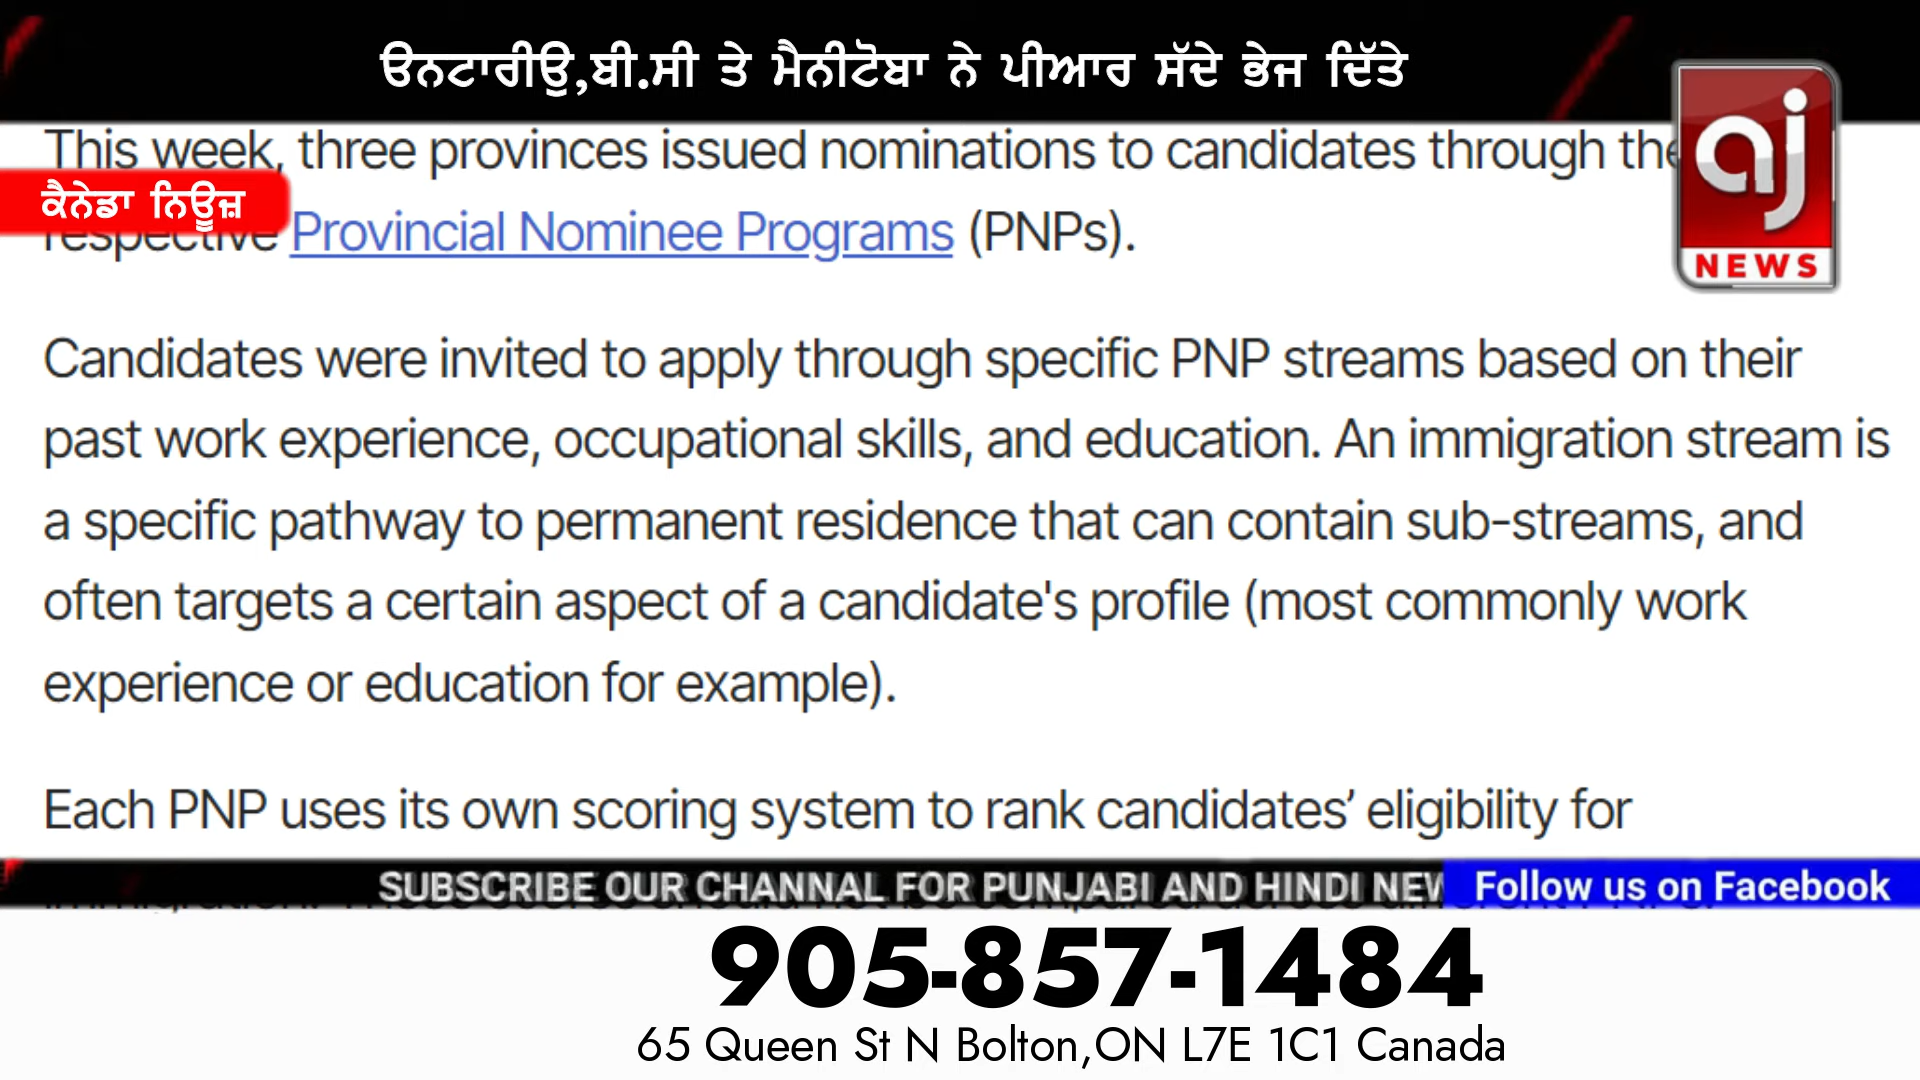 ੳਨਟਾਰੀਉ,ਬੀ.ਸੀ ਤੇ ਮੈਨੀਟੋਬਾ ਨੇ ਪੀਆਰ ਸੱਦੇ ਭੇਜ ਦਿੱਤੇ
aj
NEWS
This week, three provinces issued nominations to candidates through the
ਕੈਨੇਡਾ ਨਿਊਜ਼
respective Provincial Nominee Programs (PNPs).
Candidates were invited to apply through specific PNP streams based on their
past work experience, occupational skills, and education. An immigration stream is
a specific pathway to permanent residence that can contain sub-streams, and
often targets a certain aspect of a candidate's profile (most commonly work
experience or education for example).
Each PNP uses its own scoring system to rank candidates’ eligibility for
SUBSCRIBE OUR CHANNAL FOR PUNJABI AND HINDI NEW
Follow us on Facebook
905-857-1484
65 Queen St N Bolton,ON L7E 1C1 Canada